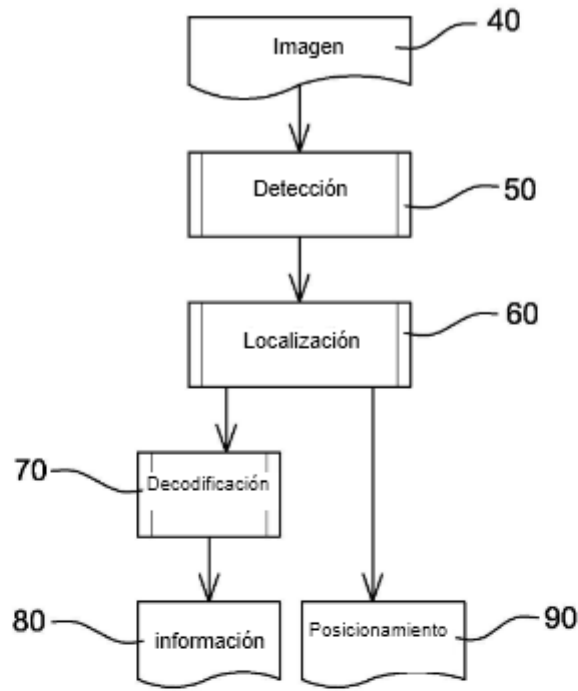 Imagen
40
Detección
50
Localización
60
70
Decodificación
80
información
Posicionamiento
90